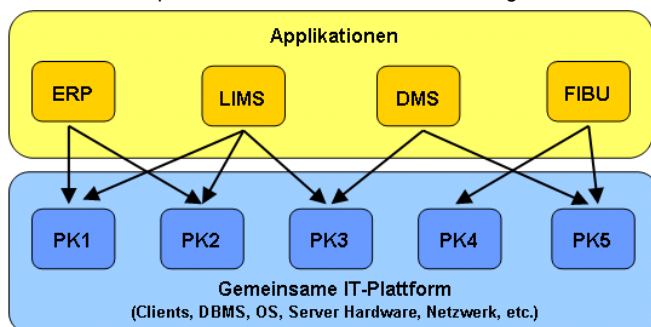 Applikationen
ERP
LIMS
DMS
FIBU
PK1
PK2
PK3
PK4
PK5
Gemeinsame IT-Plattform
(Clients, DBMS, OS, Server Hardware, Netzwerk, etc.)